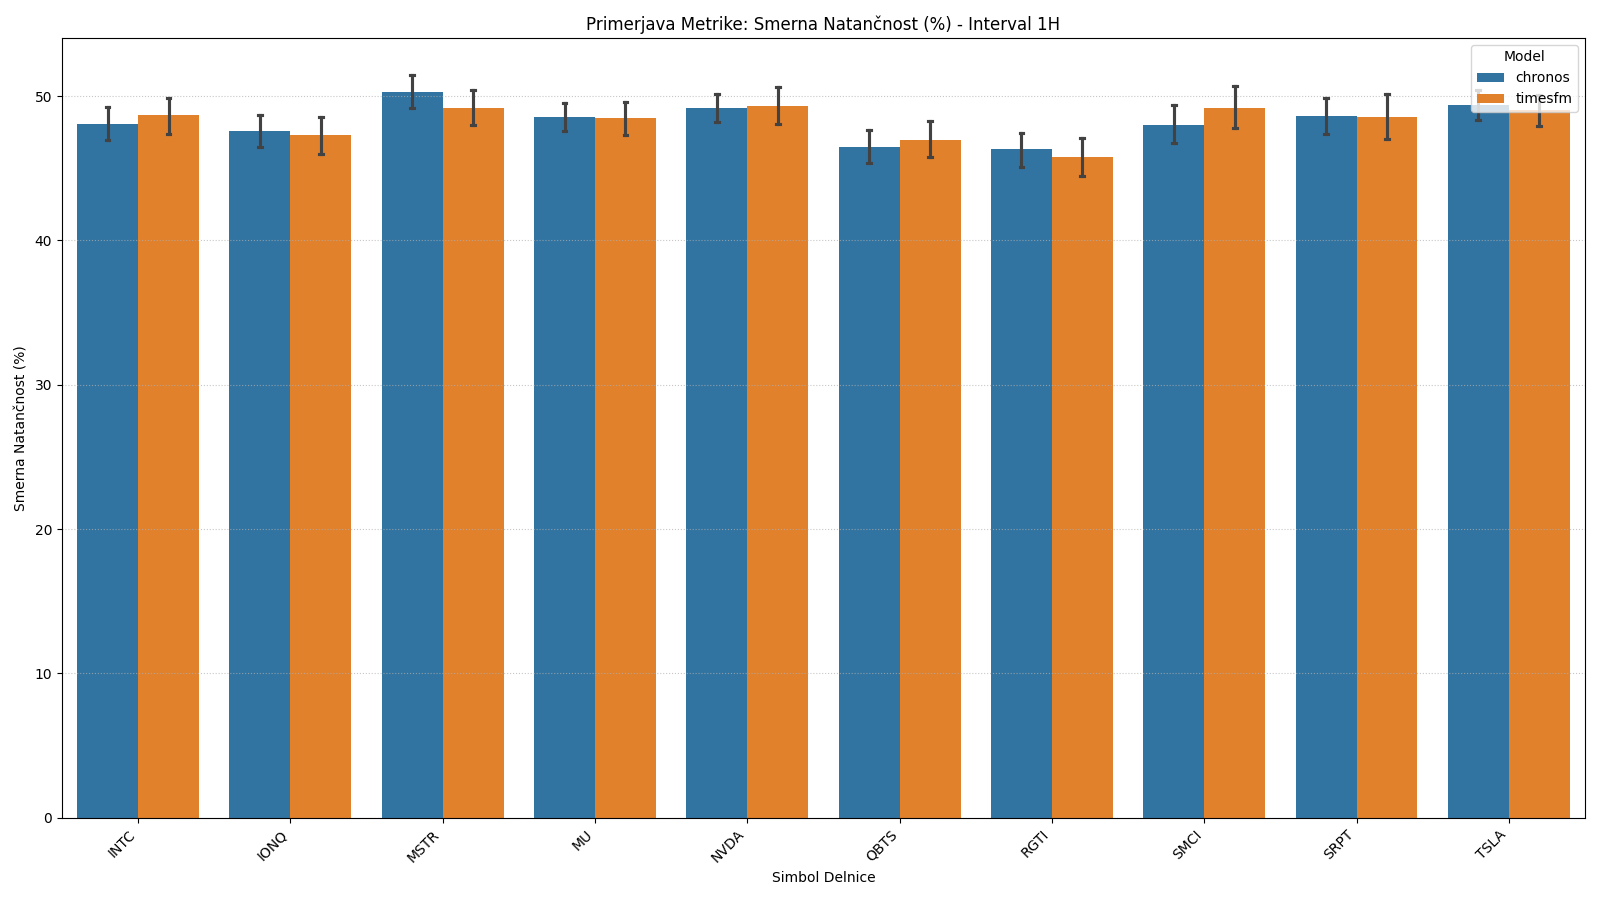 Primerjava Metrike: Smerna Natančnost (%) - Interval 1H
Model
chronos
timesfm
Smerna Natančnost (%)
50
40
30
20
10
0
INTC
IONQ
MSTR
MU
NVDA
QBTS
RGTI
SMCI
SRPT
TSLA
Simbol Delnice